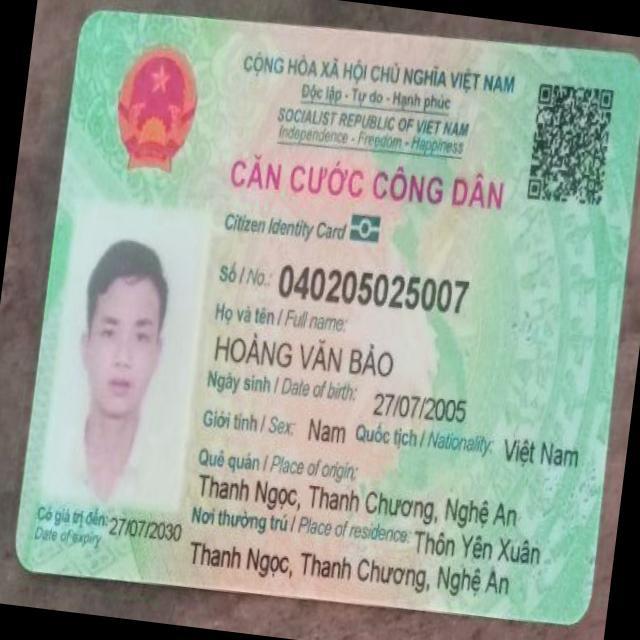 CỘNG HÒA XÃ HỘI CHỦ NGHĨA VIỆT NAM
Độc lập - Tự do - Hạnh phúc
SOCIALIST REPUBLIC OF VIET NAM
Independence - Freedom - Happiness
CĂN CƯỚC CÔNG DÂN
Citizen Identity Card
Số / No.: 040205025007
Họ và tên / Full name:
HOÀNG VĂN BẢO
Ngày sinh / Date of birth: 27/07/2005
Giới tính / Sex: Nam Quốc tịch / Nationality: Việt Nam
Quê quán / Place of origin:
Thanh Ngọc, Thanh Chương, Nghệ An
Nơi thường trú / Place of residence: Thôn Yên Xuân
Thanh Ngọc, Thanh Chương, Nghệ An
Có giá trị đến: 27/07/2030
Date of expiry